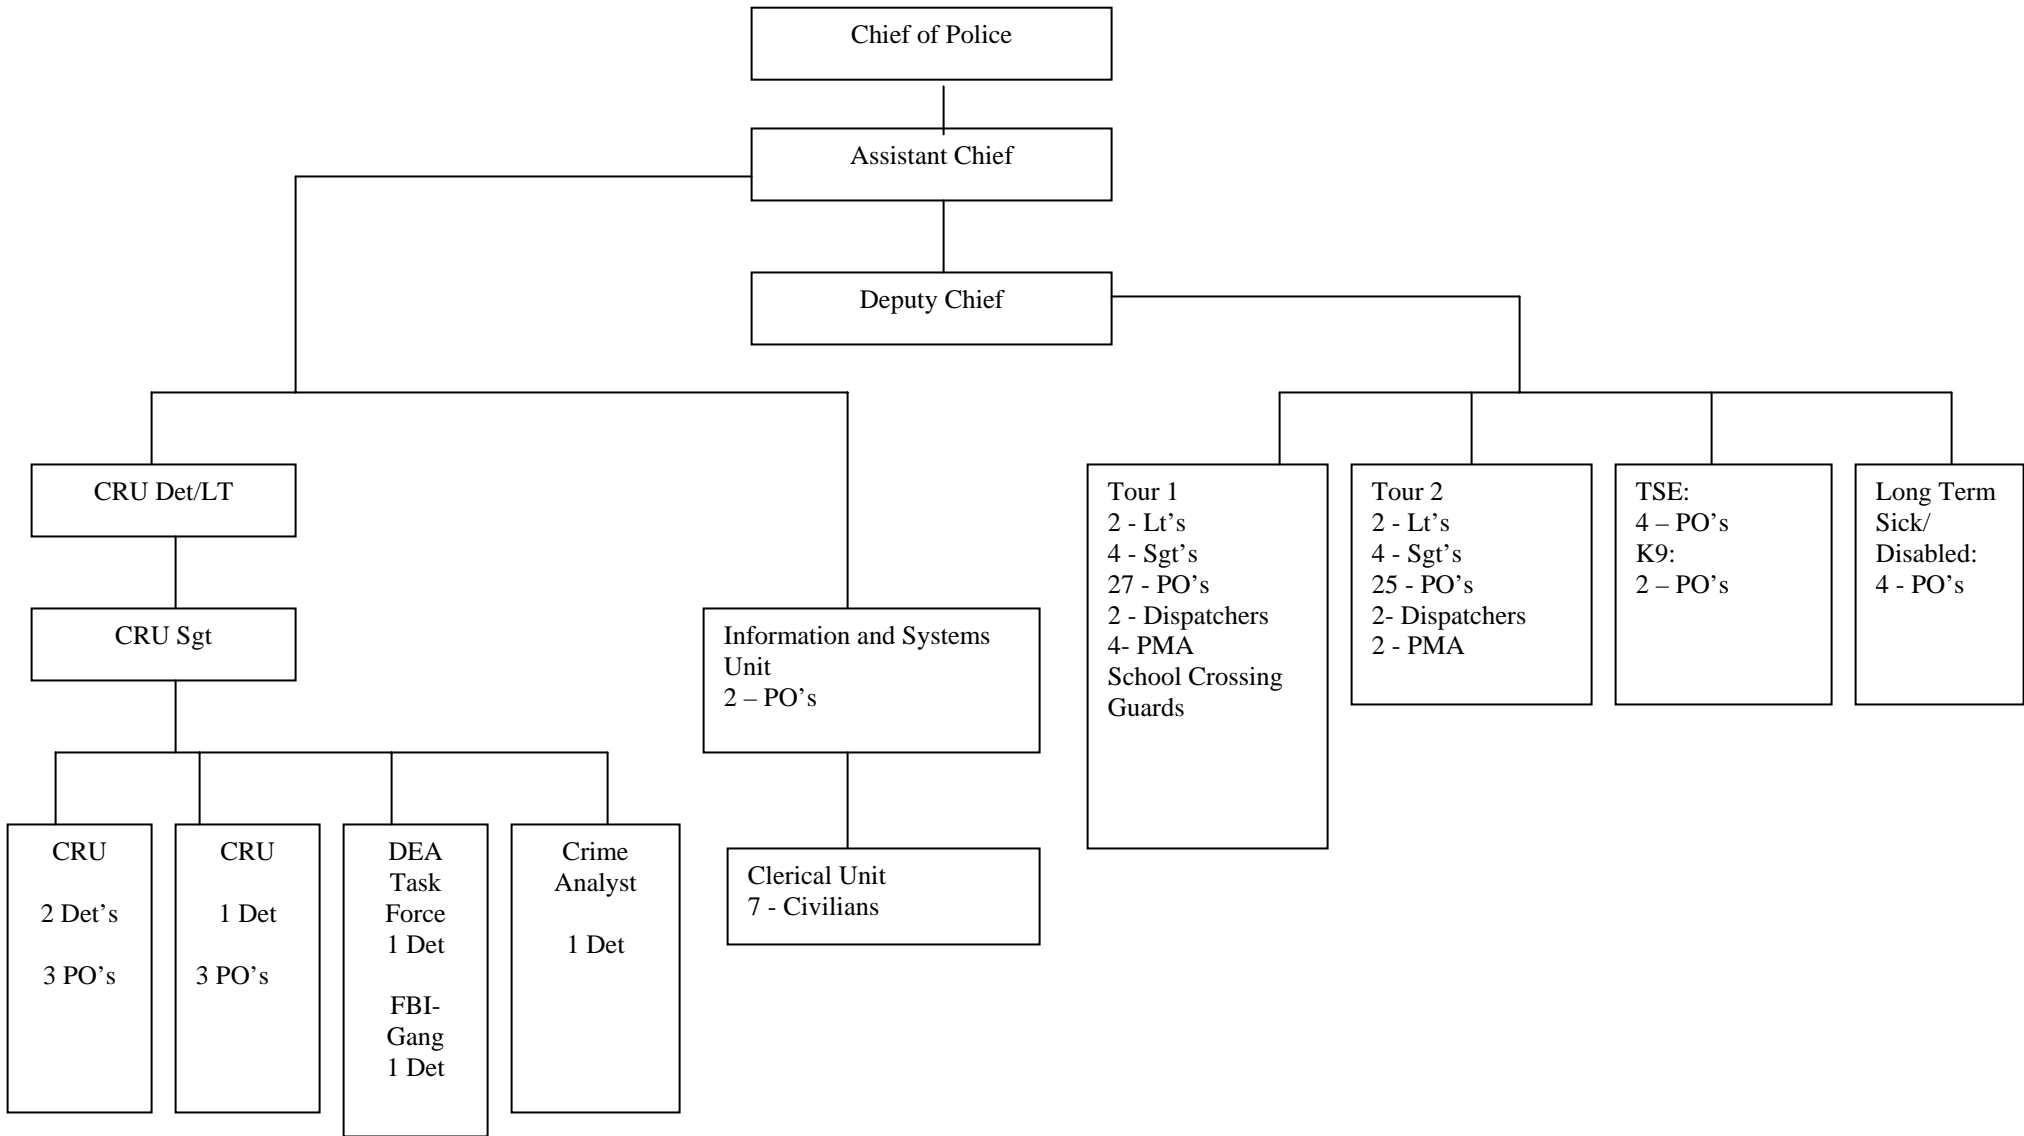 Chief of Police
Assistant Chief
Deputy Chief
CRU Det/LT
CRU Sgt
CRU
2 Det’s
3 PO’s
CRU
1 Det
3 PO’s
DEA
Task
Force
1 Det
FBI-
Gang
1 Det
Crime
Analyst
1 Det
Information and Systems
Unit
2 – PO’s
Clerical Unit
7 - Civilians
Tour 1
2 - Lt’s
4 - Sgt’s
27 - PO’s
2 - Dispatchers
4- PMA
School Crossing
Guards
Tour 2
2 - Lt’s
4 - Sgt’s
25 - PO’s
2- Dispatchers
2 - PMA
TSE:
4 – PO’s
K9:
2 – PO’s
Long Term
Sick/
Disabled:
4 - PO’s